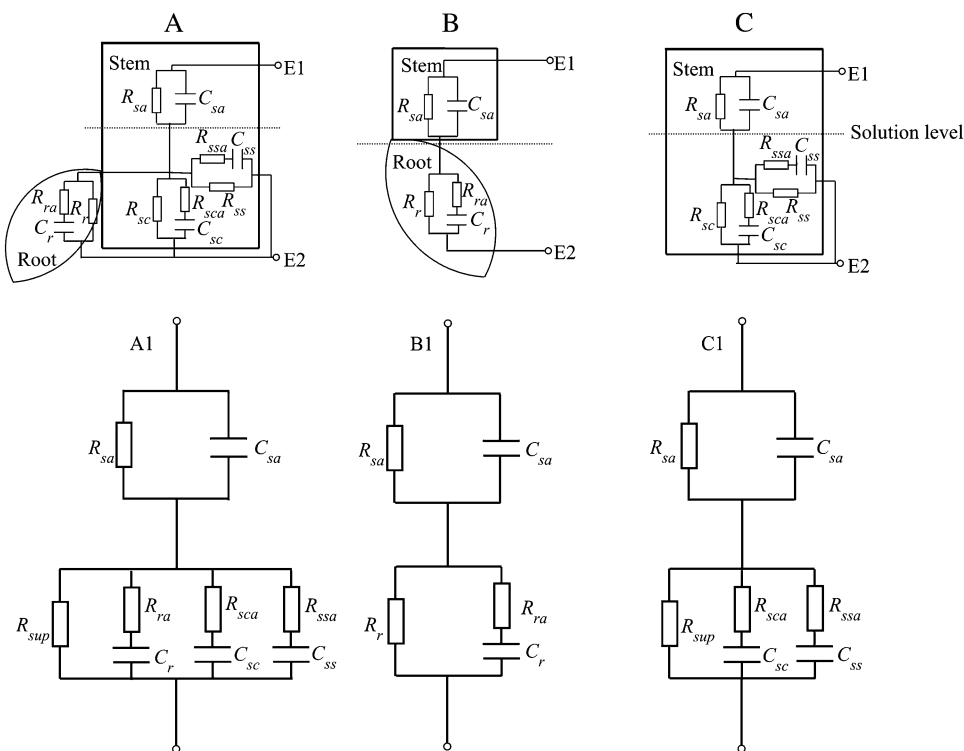 A
B
C
Stem
E1
R_sa
C_sa
R_ssa
C_ss
R_ra
R_r
C_r
Root
R_sc
R_sca
R_ss
C_sc
E2
Stem
E1
R_sa
C_sa
Root
R_r
R_ra
C_r
E2
Stem
E1
R_sa
C_sa
Solution level
R_ssa
C_ss
R_sc
R_sca
R_ss
C_sc
E2
A1
R_sa
C_sa
R_sup
R_ra
C_r
R_sca
C_sc
R_ssa
C_ss
B1
R_sa
C_sa
R_r
R_ra
C_r
C1
R_sa
C_sa
R_sup
R_sca
C_sc
R_ssa
C_ss